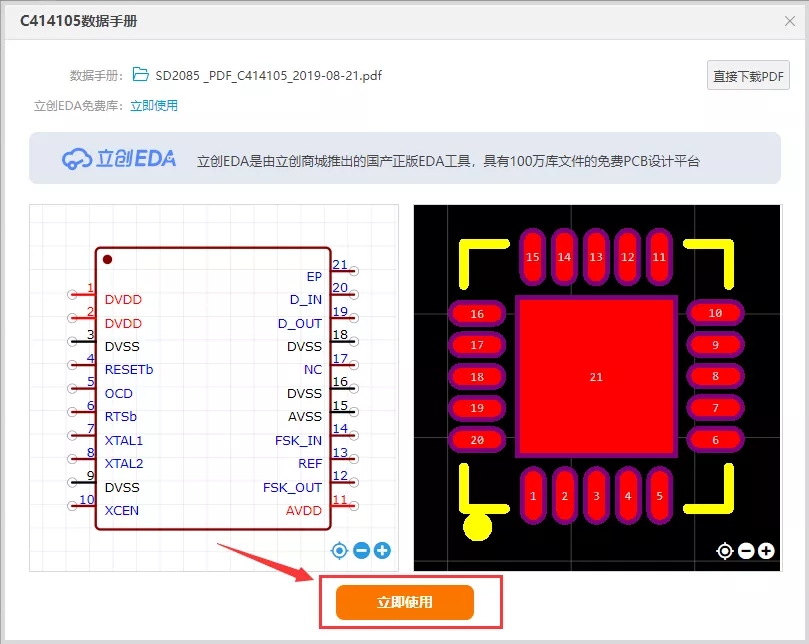 C414105数据手册
数据手册： SD2085 _PDF_C414105_2019-08-21.pdf
直接下载PDF
立创EDA免费库： 立即使用
立创EDA 立创EDA是由立创商城推出的国产正版EDA工具，具有100万库文件的免费PCB设计平台
1 DVDD
2 DVDD
3 DVSS
4 RESETb
5 OCD
6 RTSb
7 XTAL1
8 XTAL2
9 DVSS
10 XCEN
EP 21
D_IN 20
D_OUT 19
DVSS 18
NC 17
DVSS 16
AVSS 15
FSK_IN 14
REF 13
FSK_OUT 12
AVDD 11
15 14 13 12 11
16 10
17 9
18 21 8
19 7
20 6
1 2 3 4 5
立即使用